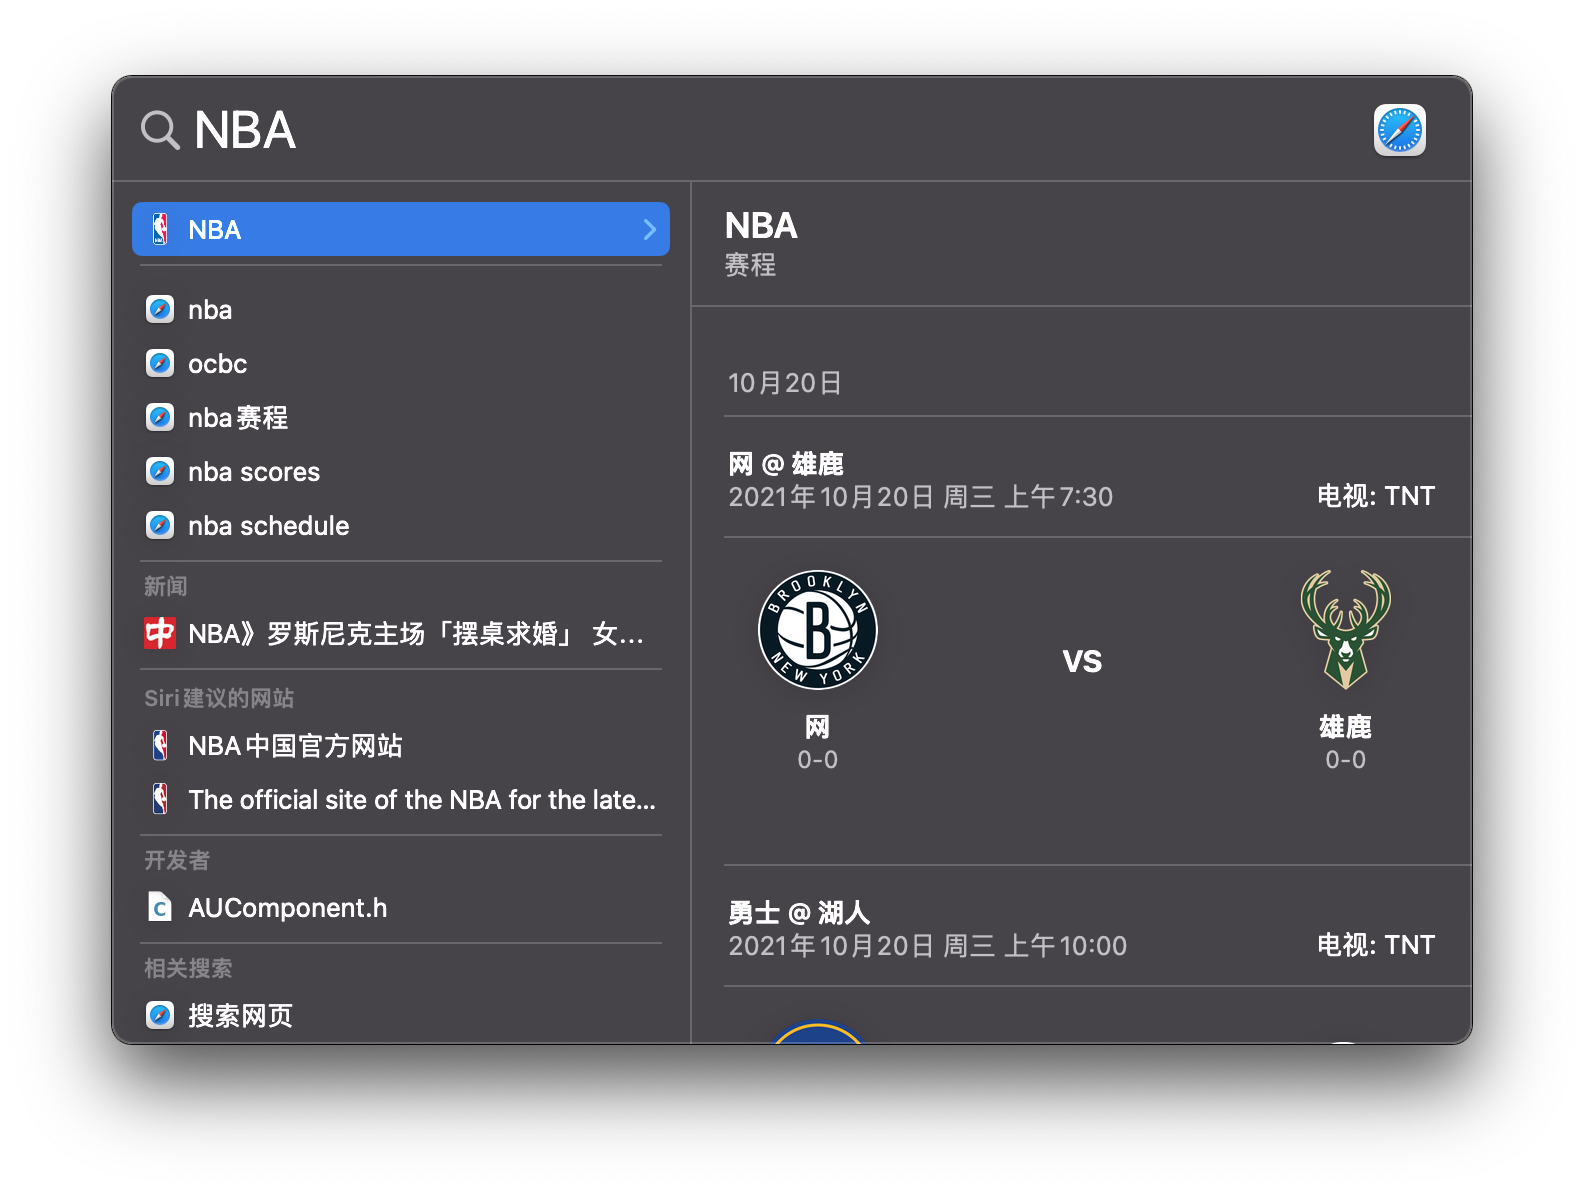 NBA
NBA
nba
ocbc
nba赛程
nba scores
nba schedule
新闻
NBA》罗斯尼克主场「摆桌求婚」 女...
Siri建议的网站
NBA中国官方网站
The official site of the NBA for the late...
开发者
AUComponent.h
相关搜索
搜索网页
NBA
赛程
10月20日
网 @ 雄鹿
2021年10月20日 周三 上午7:30
电视: TNT
BROOKLYN
B
NEW YORK
VS
网
0-0
雄鹿
0-0
勇士 @ 湖人
2021年10月20日 周三 上午10:00
电视: TNT